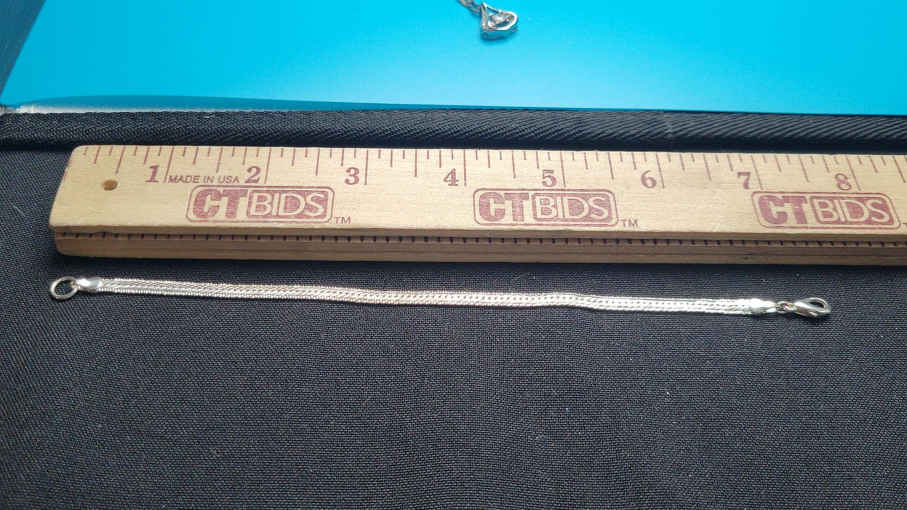 1 2 3 4 5 6 7 8
MADE IN USA
CTBIDS TM CTBIDS TM CTBIDS